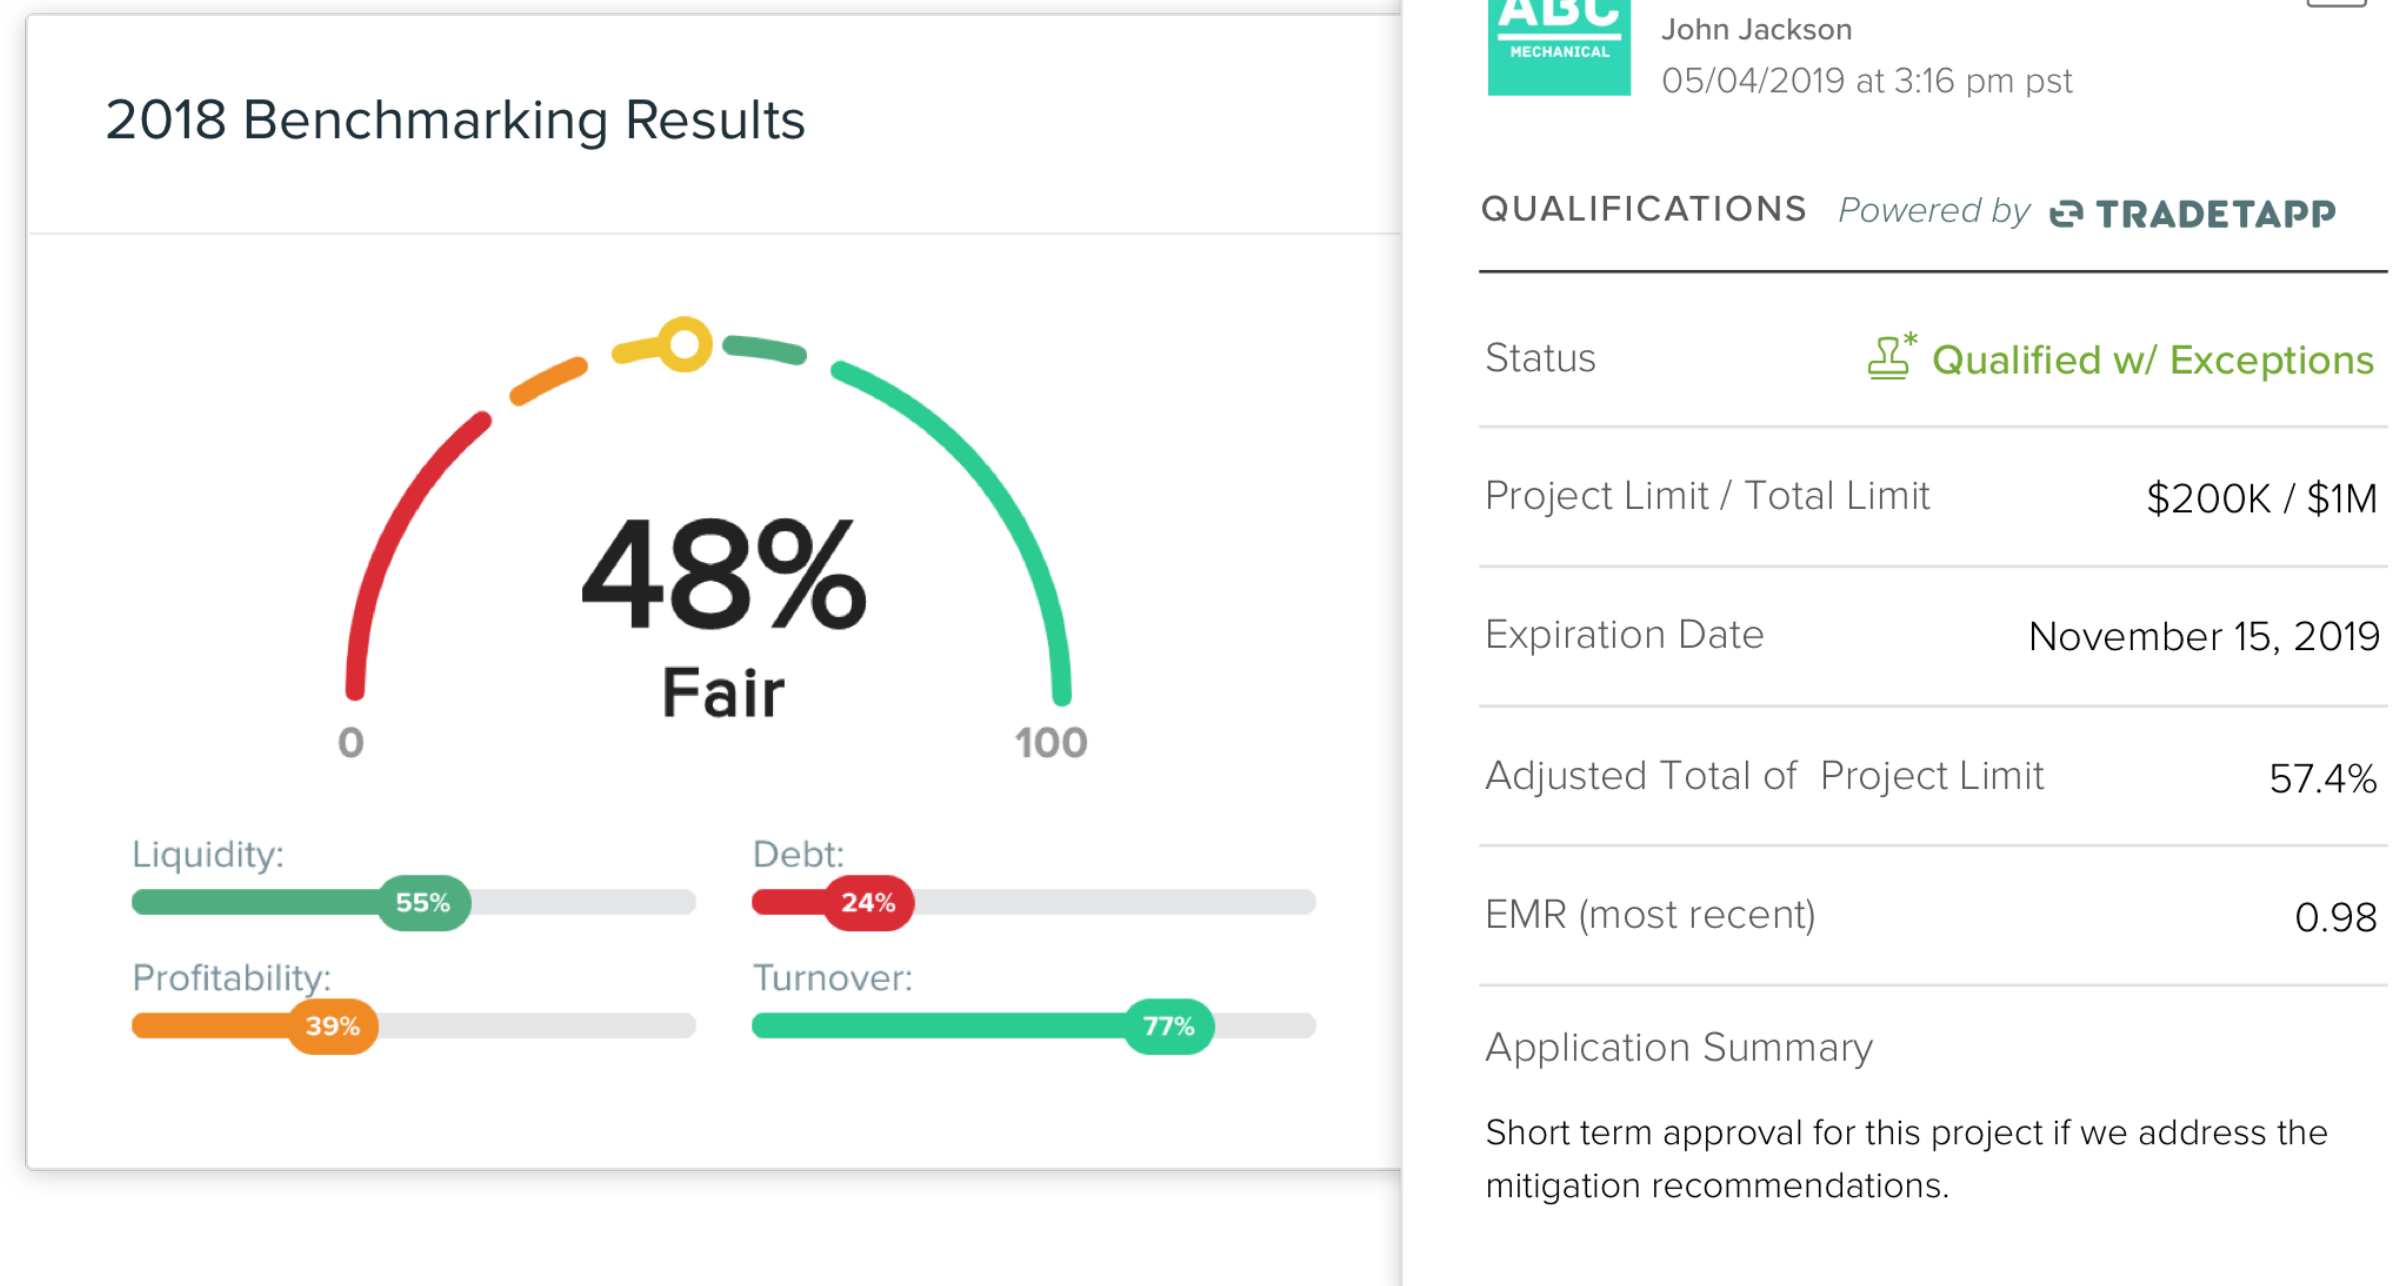 2018 Benchmarking Results
48%
Fair
0
100
Liquidity:
55%
Debt:
24%
Profitability:
39%
Turnover:
77%
ABC
MECHANICAL
John Jackson
05/04/2019 at 3:16 pm pst
QUALIFICATIONS Powered by TRADETAPP
Status * Qualified w/ Exceptions
Project Limit / Total Limit $200K / $1M
Expiration Date November 15, 2019
Adjusted Total of Project Limit 57.4%
EMR (most recent) 0.98
Application Summary
Short term approval for this project if we address the
mitigation recommendations.